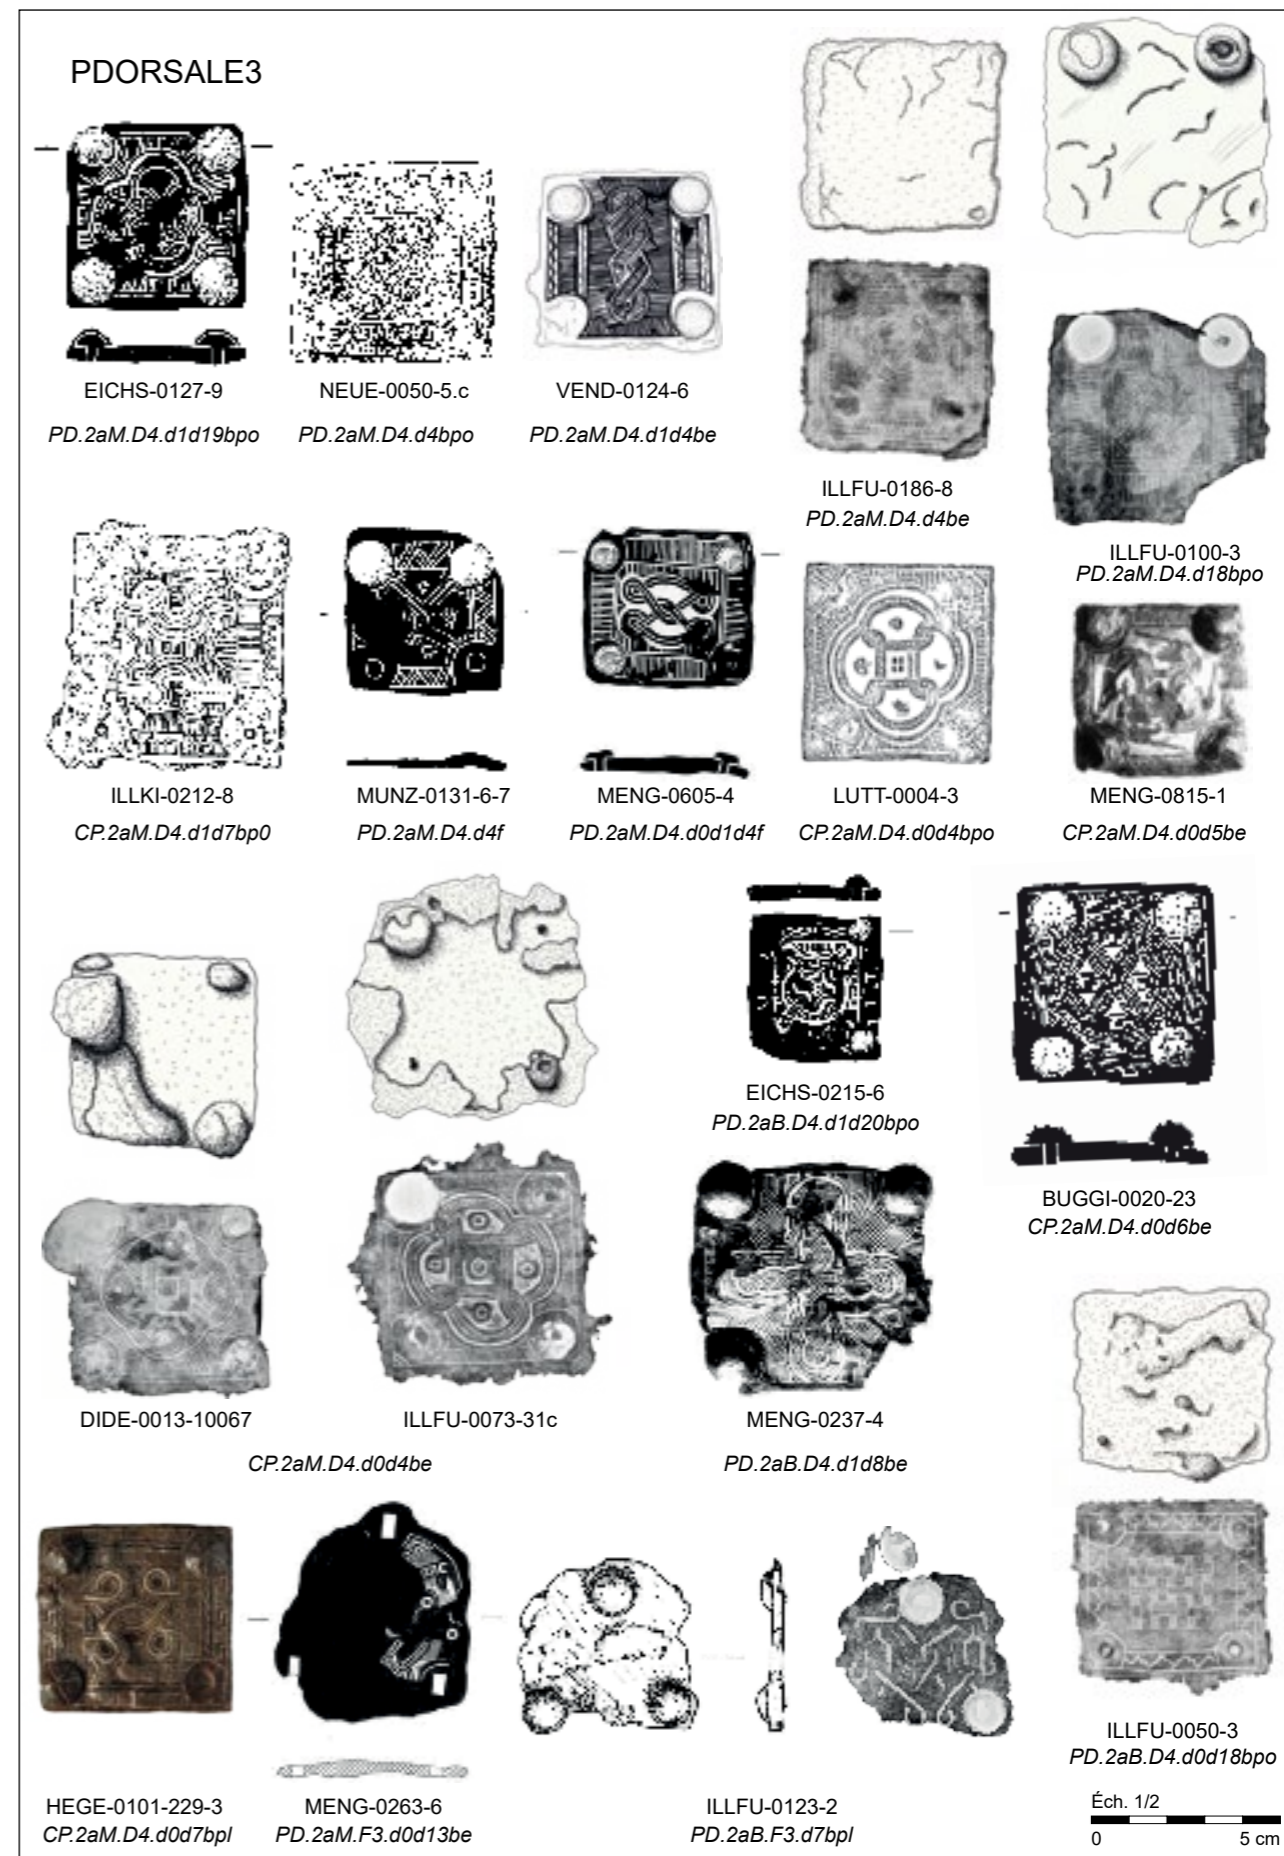 PDORSALE3
EICHS-0127-9
PD.2aM.D4.d1d19bpo
NEUE-0050-5.c
PD.2aM.D4.d4bpo
VEND-0124-6
PD.2aM.D4.d1d4be
ILLFU-0186-8
PD.2aM.D4.d4be
ILLFU-0100-3
PD.2aM.D4.d18bpo
ILLKI-0212-8
CP.2aM.D4.d1d7bp0
MUNZ-0131-6-7
PD.2aM.D4.d4f
MENG-0605-4
PD.2aM.D4.d0d1d4f
LUTT-0004-3
CP.2aM.D4.d0d4bpo
MENG-0815-1
CP.2aM.D4.d0d5be
EICHS-0215-6
PD.2aB.D4.d1d20bpo
BUGGI-0020-23
CP.2aM.D4.d0d6be
DIDE-0013-10067
ILLFU-0073-31c
CP.2aM.D4.d0d4be
MENG-0237-4
PD.2aB.D4.d1d8be
HEGE-0101-229-3
CP.2aM.D4.d0d7bpl
MENG-0263-6
PD.2aM.F3.d0d13be
ILLFU-0123-2
PD.2aB.F3.d7bpl
ILLFU-0050-3
PD.2aB.D4.d0d18bpo
Éch. 1/2
0 5 cm